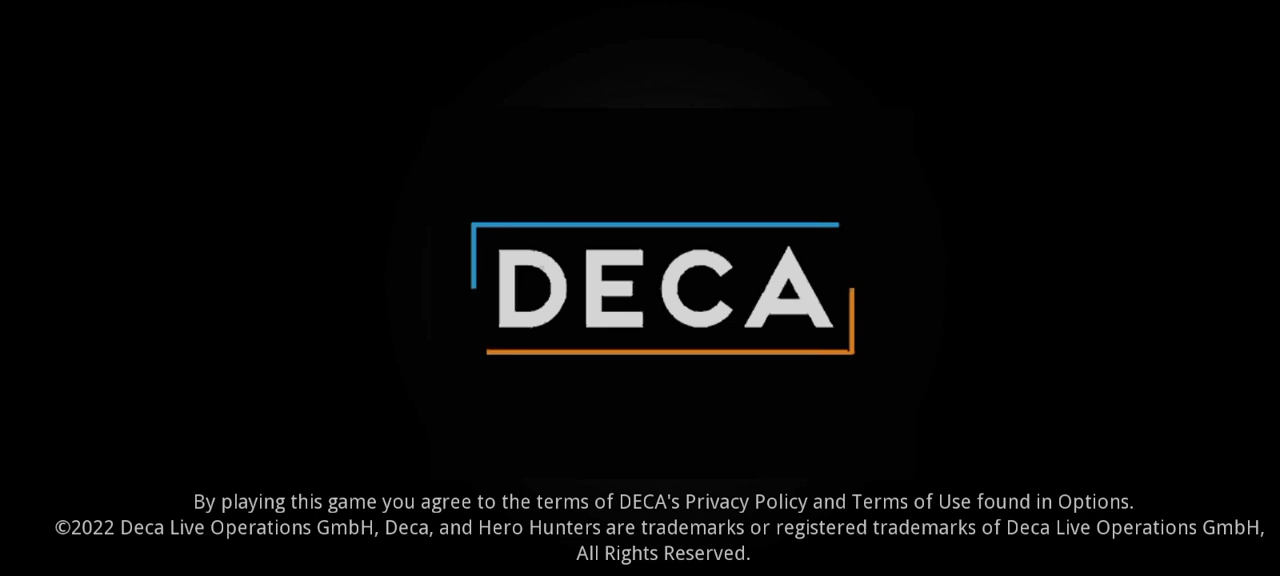 DECA
By playing this game you agree to the terms of DECA's Privacy Policy and Terms of Use found in Options.
©2022 Deca Live Operations GmbH, Deca, and Hero Hunters are trademarks or registered trademarks of Deca Live Operations GmbH,
All Rights Reserved.